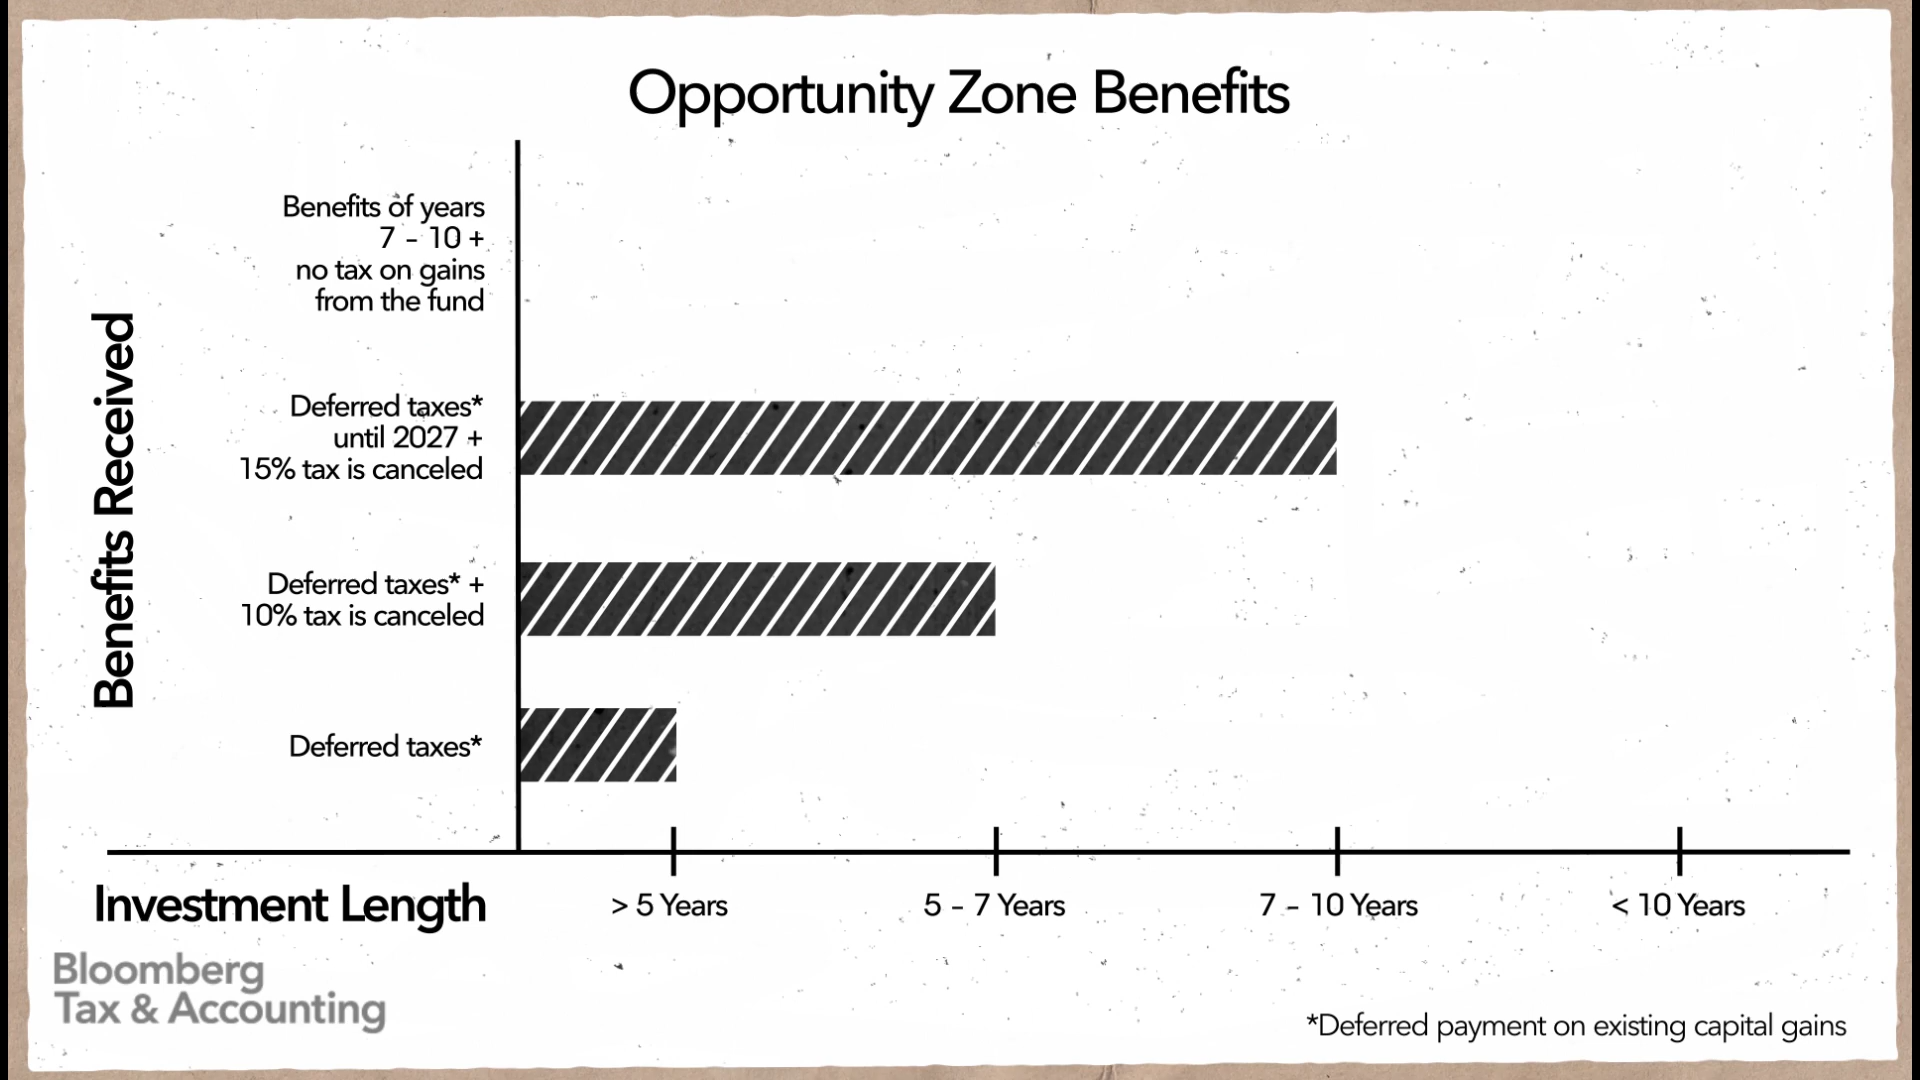 Opportunity Zone Benefits
Benefits of years
7 - 10 +
no tax on gains
from the fund
Deferred taxes*
until 2027 +
15% tax is canceled
Deferred taxes* +
10% tax is canceled
Deferred taxes*
Benefits Received
Investment Length
> 5 Years
5 - 7 Years
7 - 10 Years
< 10 Years
Bloomberg
Tax & Accounting
*Deferred payment on existing capital gains